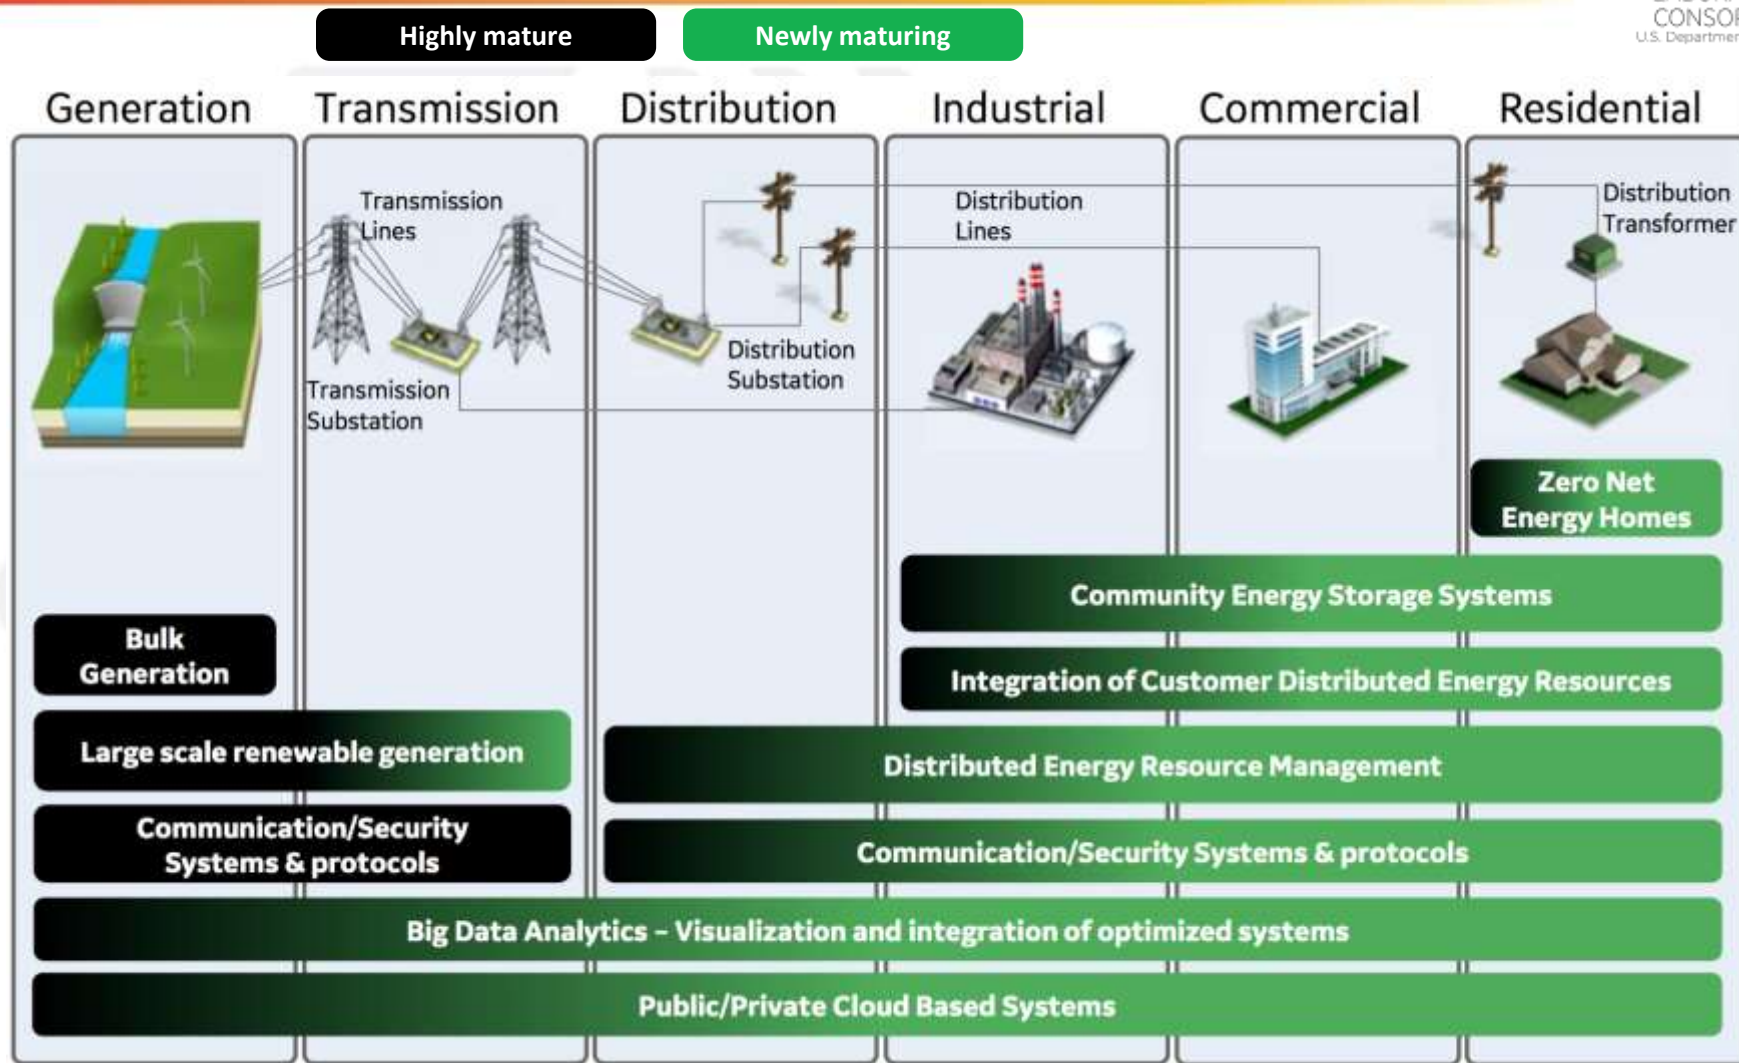 CONSOR
U.S. Departmen
Highly mature
Newly maturing
Generation
Transmission
Distribution
Industrial
Commercial
Residential
Transmission
Lines
Distribution
Lines
Distribution
Transformer
Distribution
Substation
Transmission
Substation
Zero Net
Energy Homes
Community Energy Storage Systems
Bulk
Generation
Integration of Customer Distributed Energy Resources
Large scale renewable generation
Distributed Energy Resource Management
Communication/Security
Systems & protocols
Communication/Security Systems & protocols
Big Data Analytics – Visualization and integration of optimized systems
Public/Private Cloud Based Systems